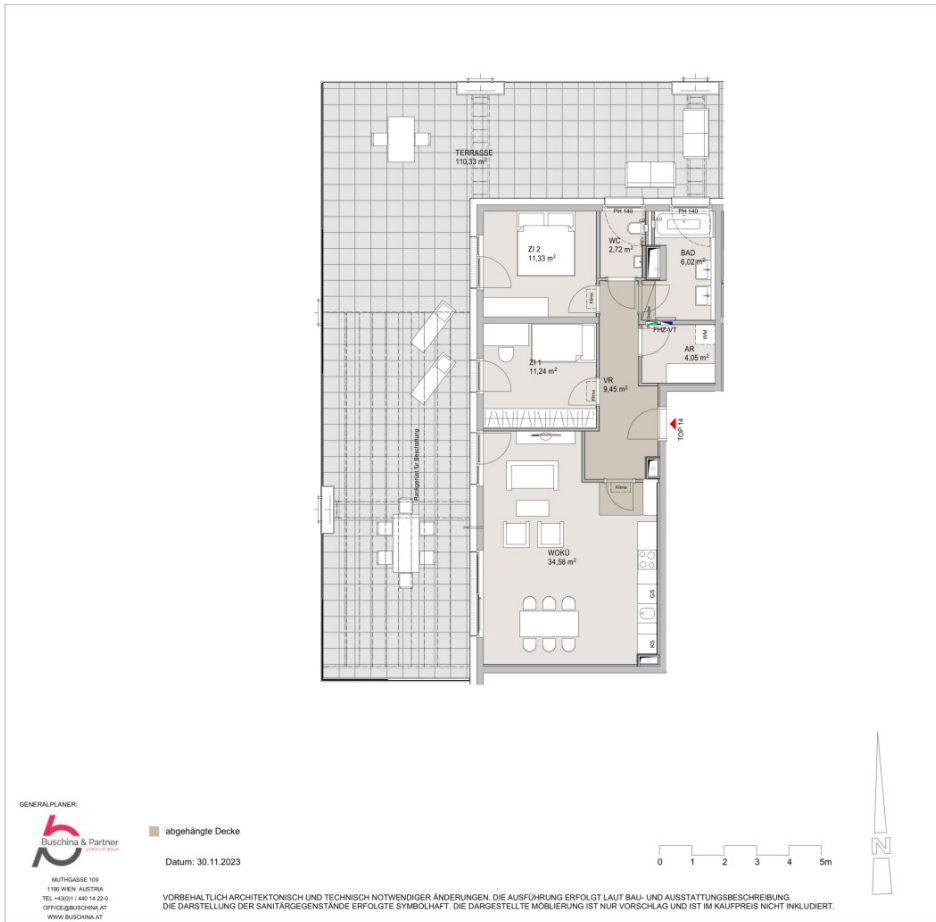 TERRASSE
110,33 m²
PH 140
PH 140
ZI 2
11,33 m²
WC
2,72 m²
BAD
6,02 m²
Klima
FHZ-VT
WM
AR
4,05 m²
ZI 1
11,24 m²
Klima
VR
9,45 m²
TOP 14
Rankgerüst für Beschattung
Klima
WOKÜ
34,58 m²
GS
KS
GENERALPLANER:
Buschina & Partner
MUTHGASSE 109
1190 WIEN AUSTRIA
TEL +43(0)1 / 440 14 22-0
OFFICE@BUSCHINA.AT
WWW.BUSCHINA.AT
abgehängte Decke
Datum: 30.11.2023
0 1 2 3 4 5m
N
VORBEHALTLICH ARCHITEKTONISCH UND TECHNISCH NOTWENDIGER ÄNDERUNGEN. DIE AUSFÜHRUNG ERFOLGT LAUT BAU- UND AUSSTATTUNGSBESCHREIBUNG.
DIE DARSTELLUNG DER SANITÄRGEGENSTÄNDE ERFOLGTE SYMBOLHAFT. DIE DARGESTELLTE MÖBLIERUNG IST NUR VORSCHLAG UND IST IM KAUFPREIS NICHT INKLUDIERT.